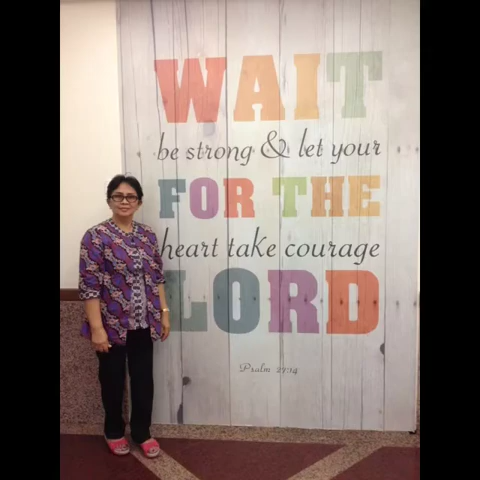 WAIT
be strong & let your
FOR THE
heart take courage
LORD
Psalm 27:14